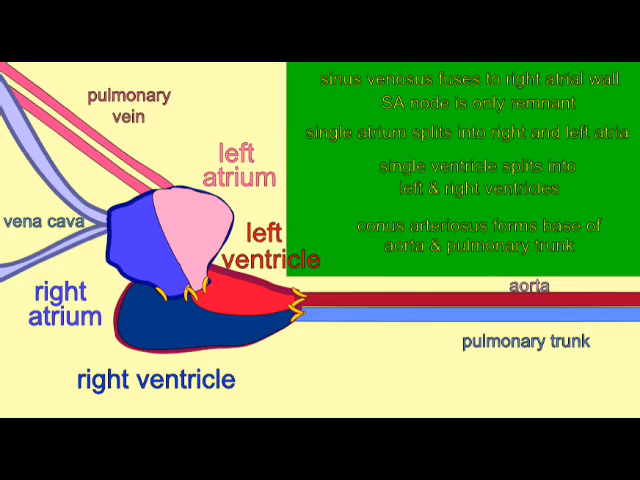 sinus venosus fuses to right atrial wall
SA node is only remnant
single atrium splits into right and left atria
single ventricle splits into
left & right ventricles
conus arteriosus forms base of
aorta & pulmonary trunk
pulmonary
vein
left
atrium
vena cava
left
ventricle
right
atrium
aorta
pulmonary trunk
right ventricle